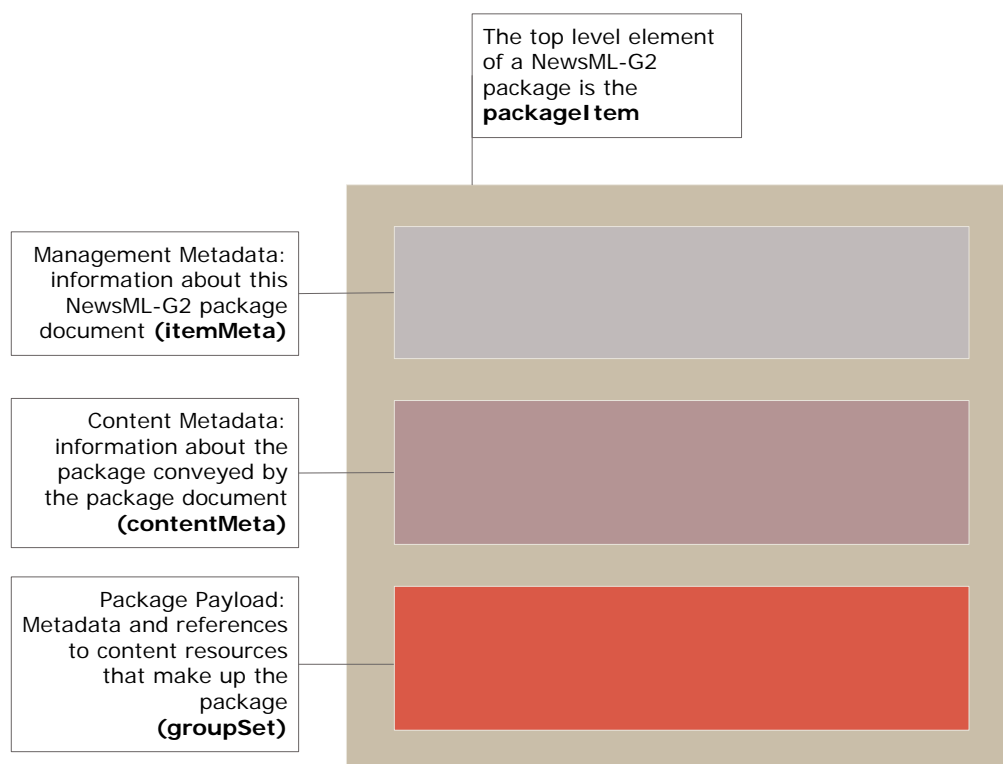 The top level element
of a NewsML-G2
package is the
packageItem
Management Metadata:
information about this
NewsML-G2 package
document (itemMeta)
Content Metadata:
information about the
package conveyed by
the package document
(contentMeta)
Package Payload:
Metadata and references
to content resources
that make up the
package
(groupSet)